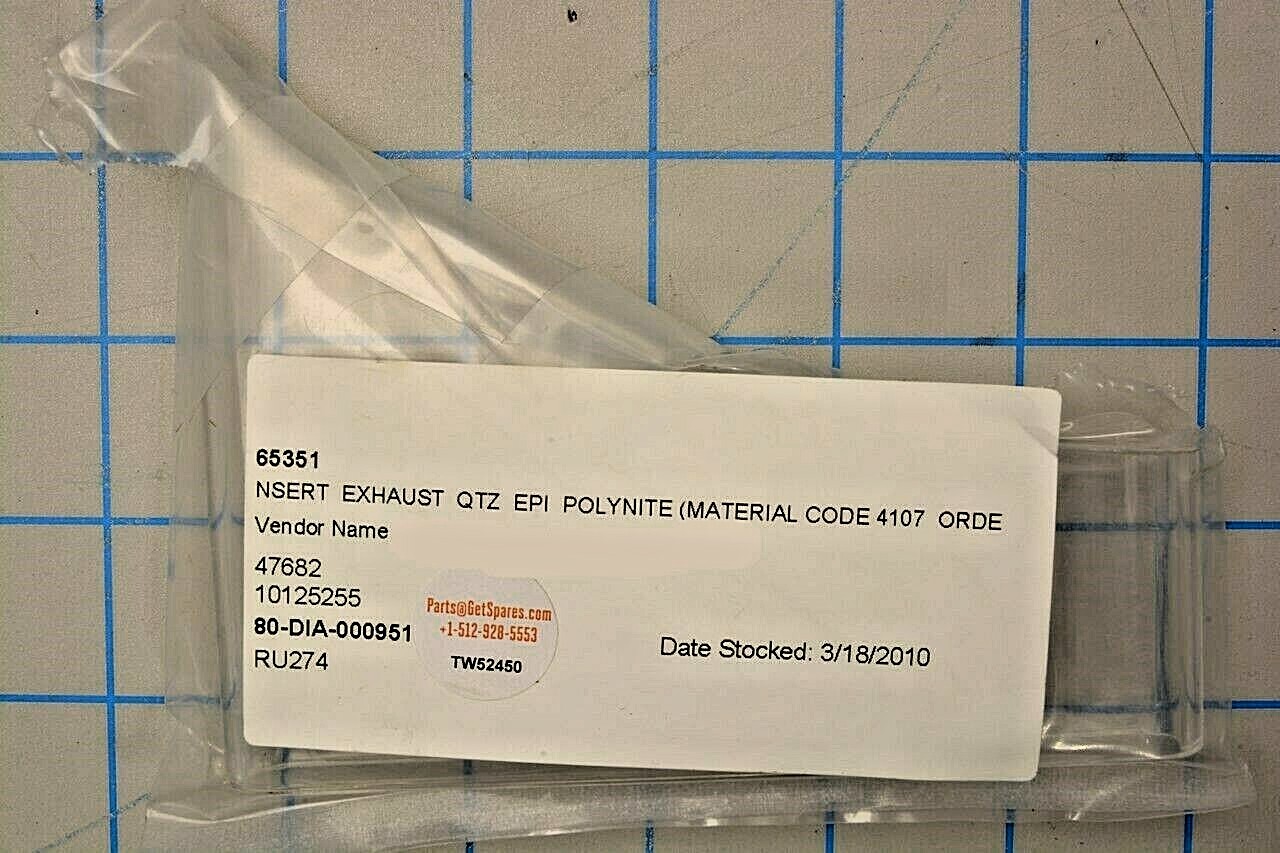 65351
NSERT EXHAUST QTZ EPI POLYNITE (MATERIAL CODE 4107 ORDE
Vendor Name
47682
10125255
80-DIA-000951
RU274
Parts@GetSpares.com
+1-512-928-5553
TW52450
Date Stocked: 3/18/2010